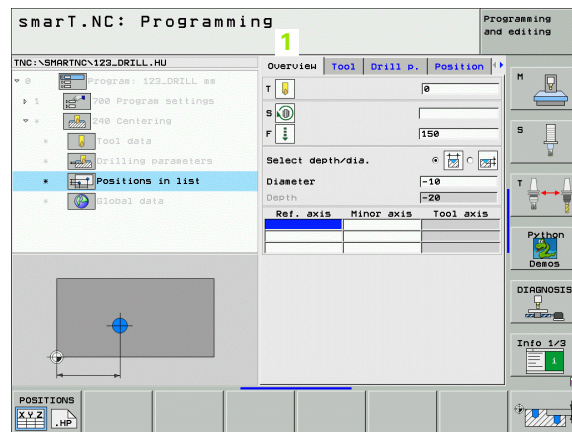 smarT.NC: Programming
Programming
and editing
1
TNC:\SMARTNC\123_DRILL.HU
Overview Tool Drill p. Position
0 Program: 123_DRILL mm
1 700 Program settings
* 240 Centering
* Tool data
* Drilling parameters
* Positions in list
* Global data
T 0
S
F 150
Select depth/dia.
Diameter -10
Depth -20
Ref. axis Minor axis Tool axis
M
S
T
Python
Demos
DIAGNOSIS
Info 1/3
1
POSITIONS
X,Y,Z .HP